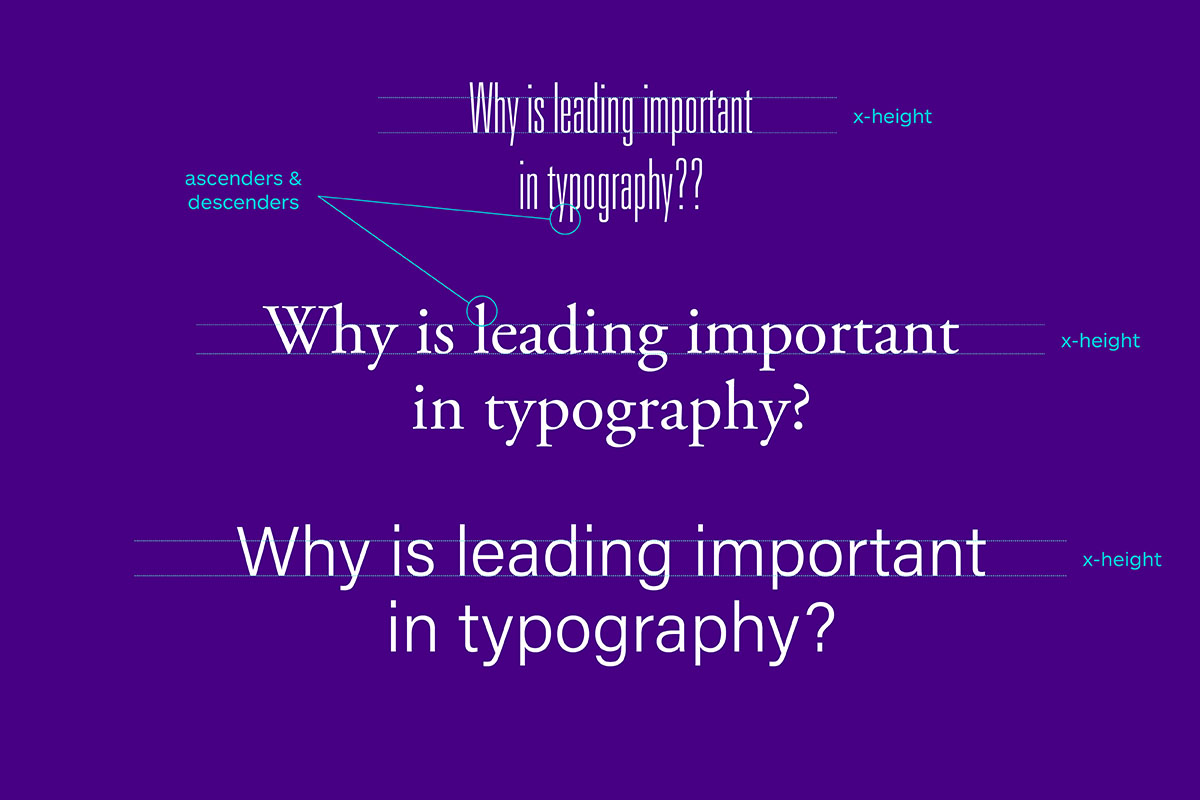 Why is leading important
x-height
in typography??
ascenders &
descenders
Why is leading important
x-height
in typography?
Why is leading important
x-height
in typography?